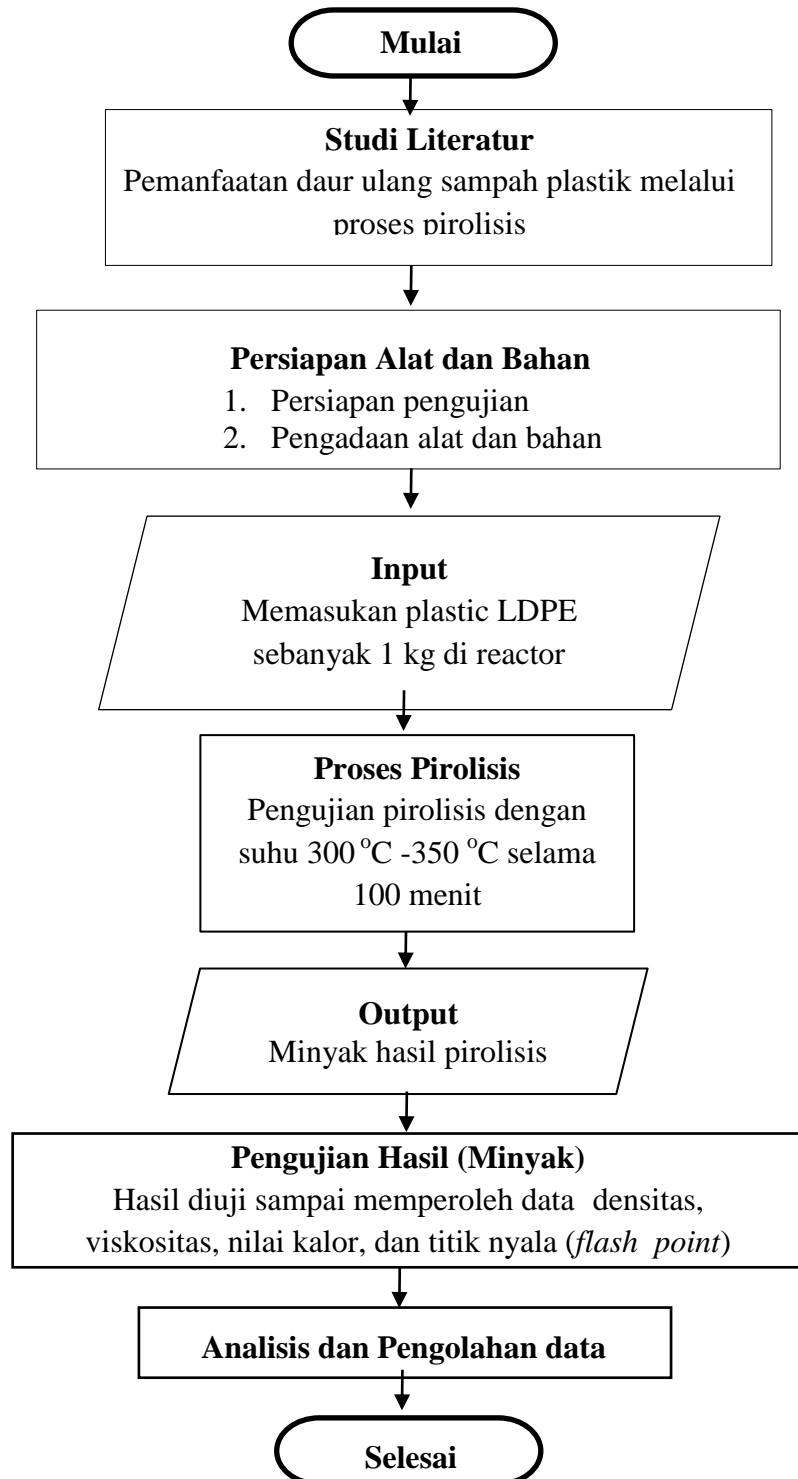 Mulai
Studi Literatur
Pemanfaatan daur ulang sampah plastik melalui
proses pirolisis
Persiapan Alat dan Bahan
1. Persiapan pengujian
2. Pengadaan alat dan bahan
Input
Memasukan plastic LDPE
sebanyak 1 kg di reactor
Proses Pirolisis
Pengujian pirolisis dengan
suhu 300 °C -350 °C selama
100 menit
Output
Minyak hasil pirolisis
Pengujian Hasil (Minyak)
Hasil diuji sampai memperoleh data densitas,
viskositas, nilai kalor, dan titik nyala (flash point)
Analisis dan Pengolahan data
Selesai